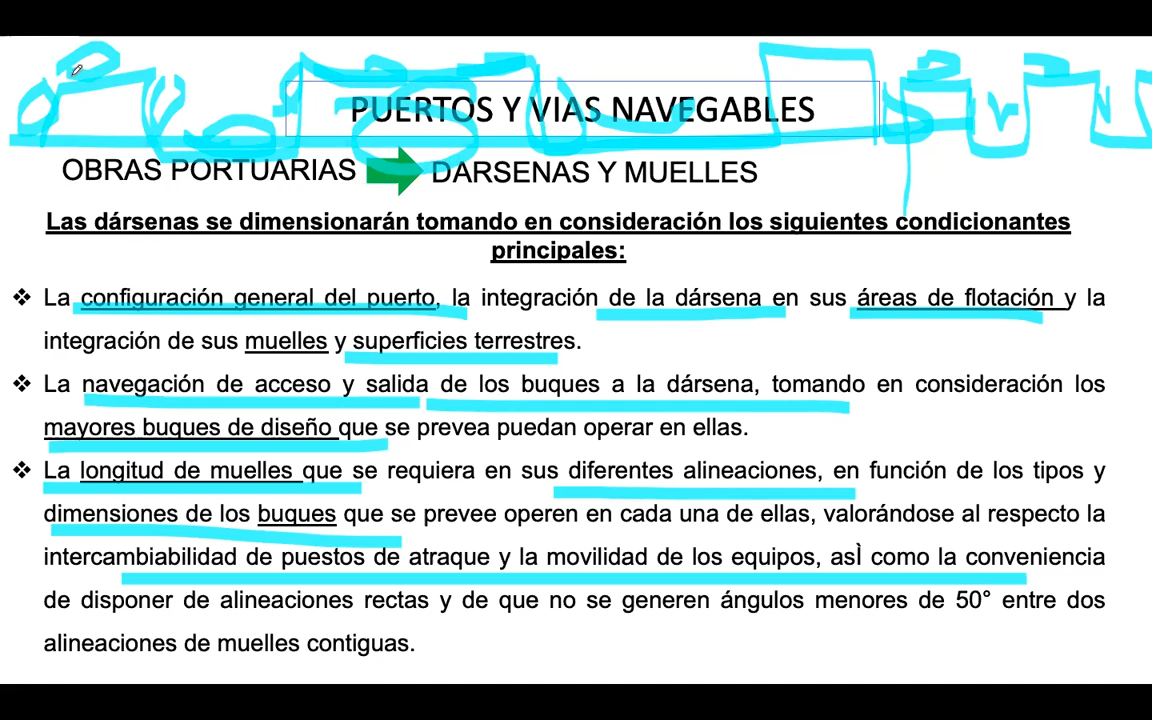 PUERTOS Y VIAS NAVEGABLES
OBRAS PORTUARIAS DARSENAS Y MUELLES
Las dársenas se dimensionarán tomando en consideración los siguientes condicionantes
principales:
❖ La configuración general del puerto, la integración de la dársena en sus áreas de flotación y la
integración de sus muelles y superficies terrestres.
❖ La navegación de acceso y salida de los buques a la dársena, tomando en consideración los
mayores buques de diseño que se prevea puedan operar en ellas.
❖ La longitud de muelles que se requiera en sus diferentes alineaciones, en función de los tipos y
dimensiones de los buques que se prevee operen en cada una de ellas, valorándose al respecto la
intercambiabilidad de puestos de atraque y la movilidad de los equipos, asÌ como la conveniencia
de disponer de alineaciones rectas y de que no se generen ángulos menores de 50° entre dos
alineaciones de muelles contiguas.